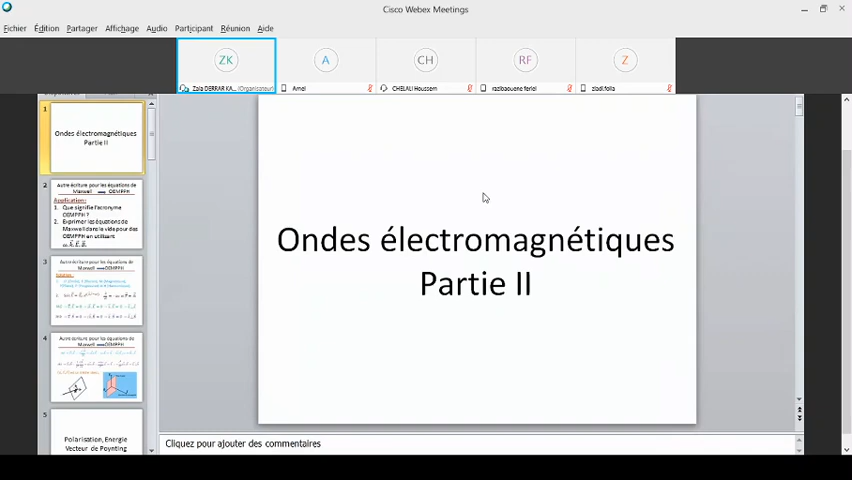 Cisco Webex Meetings
Fichier Édition Partager Affichage Audio Participant Réunion Aide
ZK A CH RF Z
Zaia DERRAR KA... (Organisateur) Amel CHELALI Houssem razibaouene feriel
1
Ondes électromagnétiques
Partie II
2
Autre écriture pour les équations de
Maxwell OEMPPH
Application:
1. Que signifie l'acronyme
OEMPPH ?
2. Exprimer les équations de
Maxwell dans le vide pour des
OEMPPH en utilisant
3
Autre écriture pour les équations de
Maxwell OEMPPH
Solution:
4
Autre écriture pour les équations de
Maxwell OEMPPH
5
Polarisation, Energie
Vecteur de Poynting
Ondes électromagnétiques
Partie II
Cliquez pour ajouter des commentaires